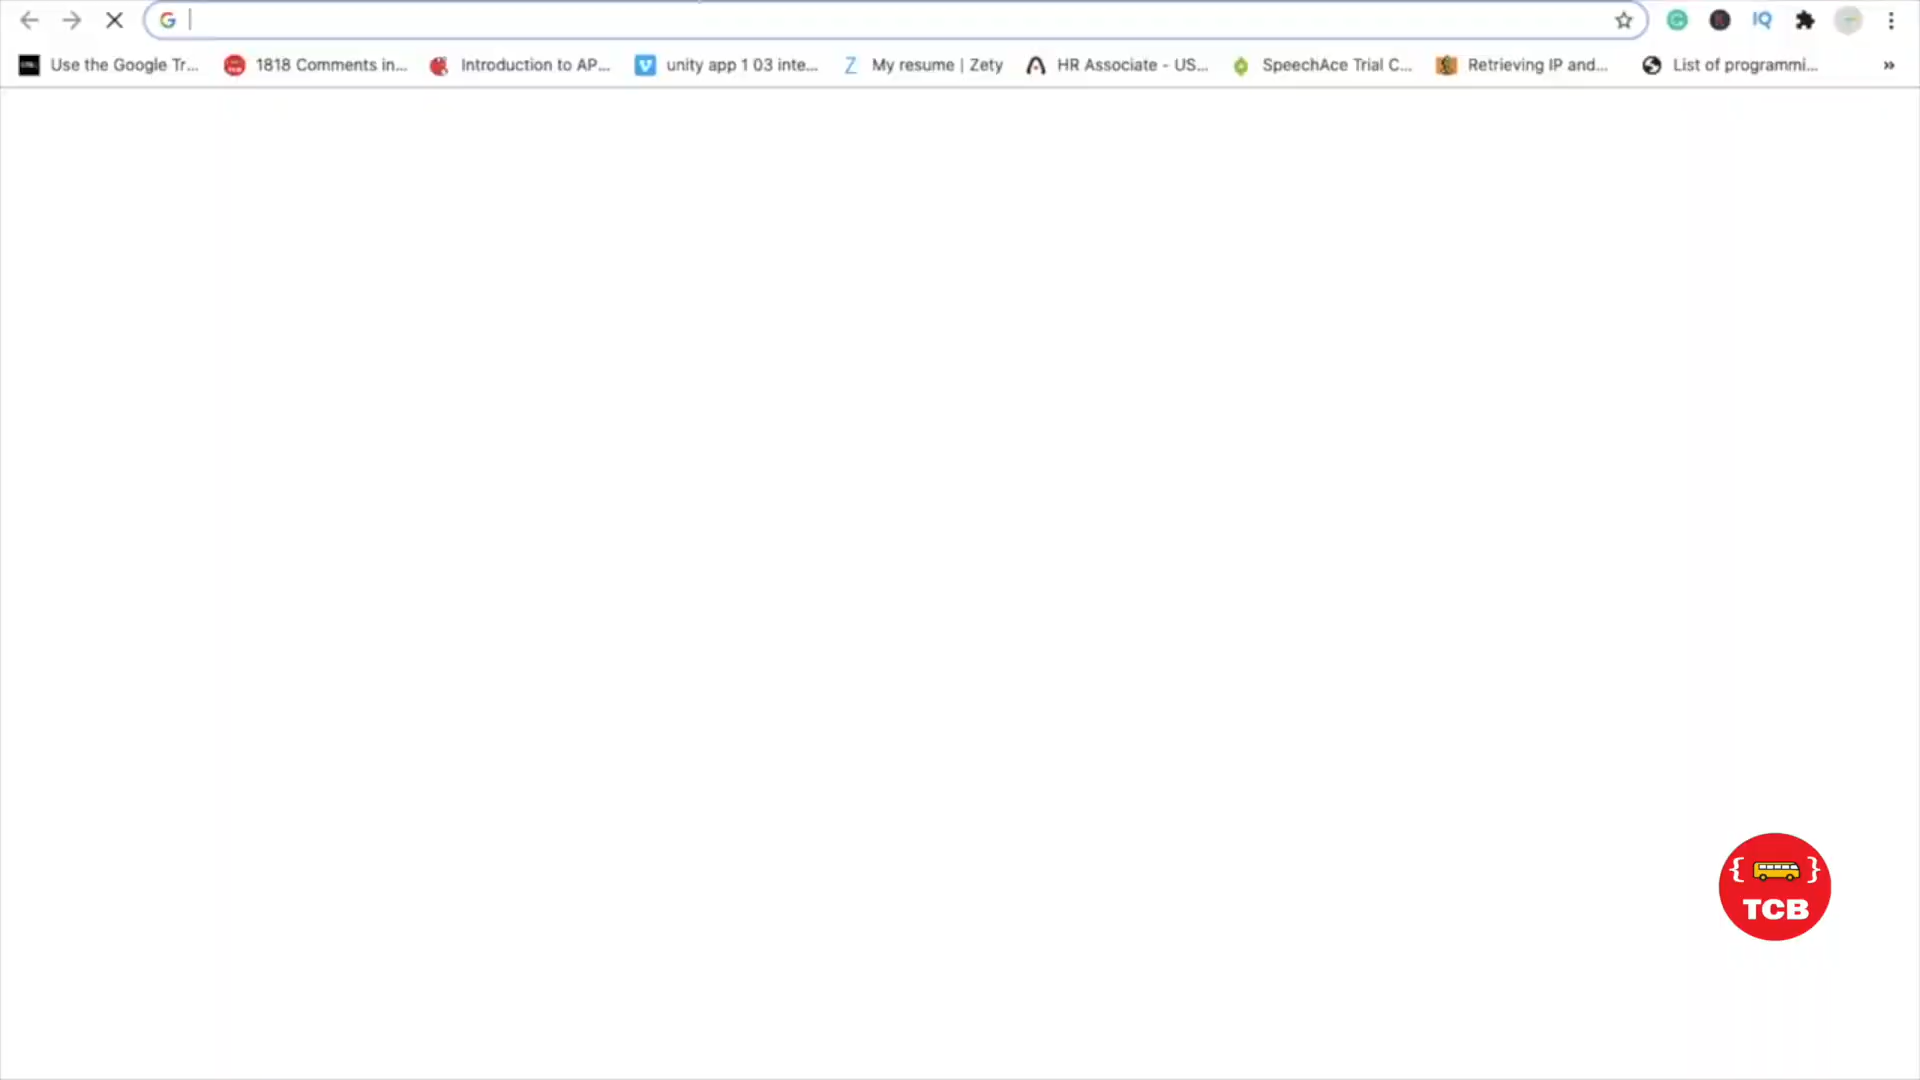 Use the Google Tr...
1818 Comments in...
Introduction to AP...
unity app 1 03 inte...
My resume | Zety
HR Associate - US...
SpeechAce Trial C...
Retrieving IP and...
List of programmi...
»
IQ
{ }
TCB